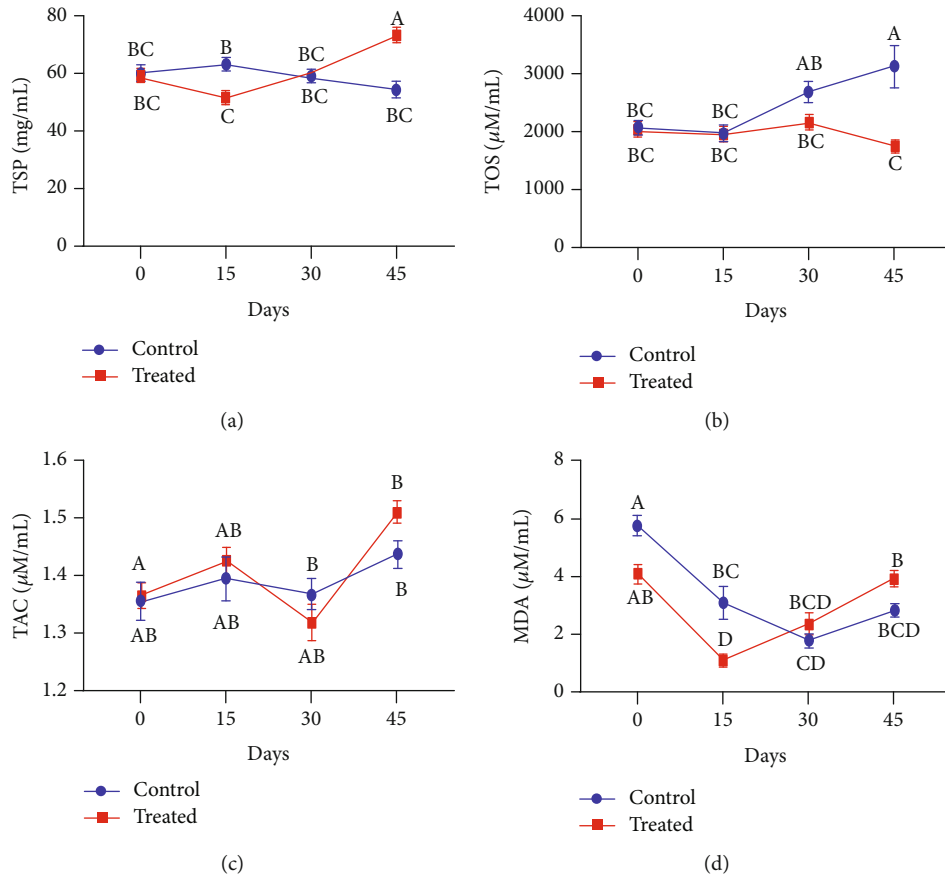 TSP (mg/mL)
80
60
40
20
0
BC
B
BC
A
BC
C
BC
BC
0 15 30 45
Days
Control
Treated
(a)
TOS (μM/mL)
4000
3000
2000
1000
0
BC
BC
AB
A
BC
BC
BC
C
0 15 30 45
Days
Control
Treated
(b)
TAC (μM/mL)
1.6
1.5
1.4
1.3
1.2
A
AB
B
B
AB
AB
AB
B
0 15 30 45
Days
Control
Treated
(c)
MDA (μM/mL)
8
6
4
2
0
A
BC
BCD
B
AB
D
CD
BCD
0 15 30 45
Days
Control
Treated
(d)